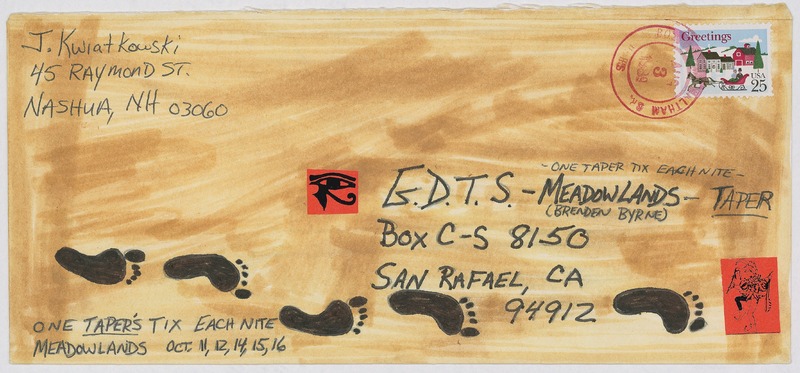 J. Kwiatkowski
45 RAYMOND ST.
NASHUA, NH 03060
Greetings
USA
25
- ONE TAPER TIX EACH NITE -
G.D.T.S. - MEADOWLANDS - TAPER
(BRENDEN BYRNE)
BOX C-S 8150
SAN RAFAEL, CA
94912
ONE TAPER'S TIX EACH NITE
MEADOWLANDS OCT. 11, 12, 14, 15, 16